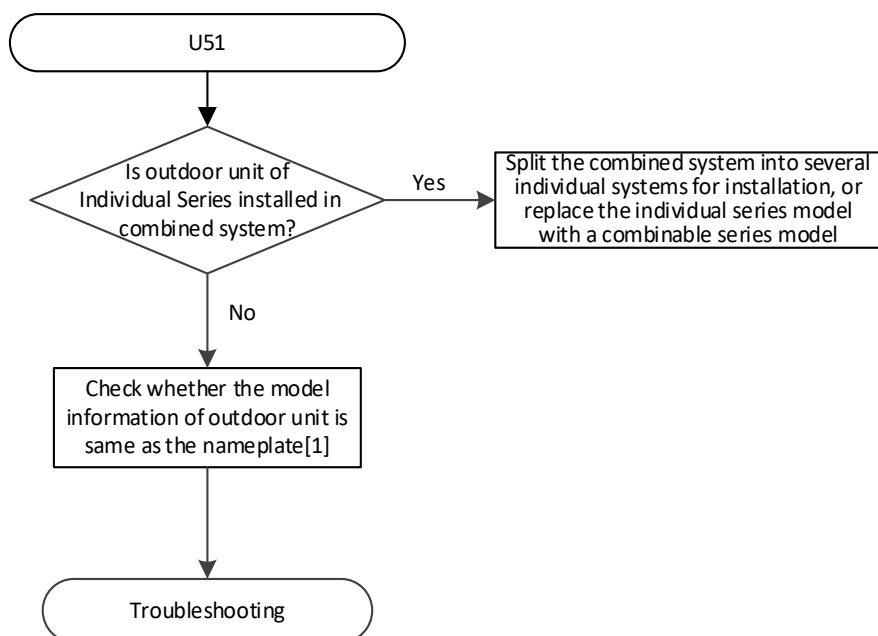 U51
Is outdoor unit of
Individual Series installed in
combined system?
Yes
Split the combined system into several
individual systems for installation, or
replace the individual series model
with a combinable series model
No
Check whether the model
information of outdoor unit is
same as the nameplate[1]
Troubleshooting